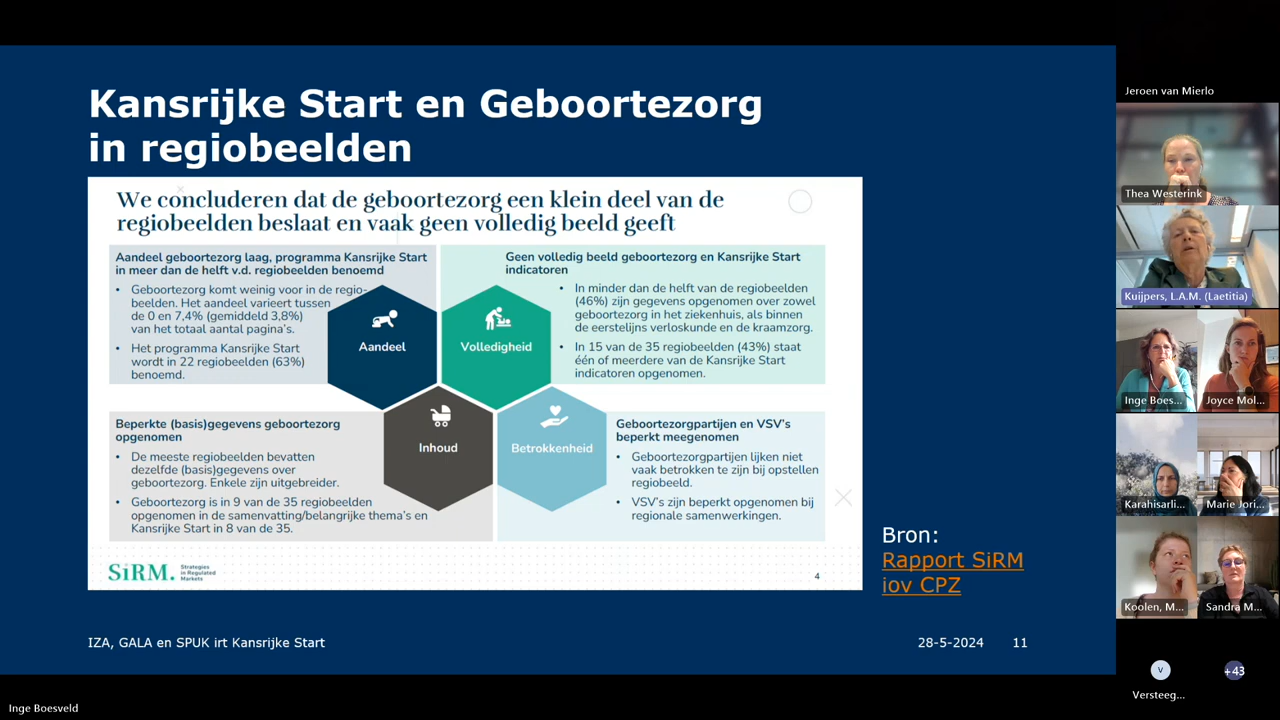 Kansrijke Start en Geboortezorg
in regiobeelden
We concluderen dat de geboortezorg een klein deel van de
regiobeelden beslaat en vaak geen volledig beeld geeft
Aandeel geboortezorg laag, programma Kansrijke Start
in meer dan de helft v.d. regiobeelden benoemd
• Geboortezorg komt weinig voor in de regio-
beelden. Het aandeel varieert tussen
de 0 en 7,4% (gemiddeld 3,8%)
van het totaal aantal pagina's.
• Het programma Kansrijke Start
wordt in 22 regiobeelden (63%)
benoemd.
Aandeel
Volledigheid
Geen volledig beeld geboortezorg en Kansrijke Start
indicatoren
• In minder dan de helft van de regiobeelden
(46%) zijn gegevens opgenomen over zowel
geboortezorg in het ziekenhuis, als binnen
de eerstelijns verloskunde en de kraamzorg.
• In 15 van de 35 regiobeelden (43%) staat
één of meerdere van de Kansrijke Start
indicatoren opgenomen.
Beperkte (basis)gegevens geboortezorg
opgenomen
• De meeste regiobeelden bevatten
dezelfde (basis)gegevens over
geboortezorg. Enkele zijn uitgebreider.
• Geboortezorg is in 9 van de 35 regiobeelden
opgenomen in de samenvatting/belangrijke thema's en
Kansrijke Start in 8 van de 35.
Inhoud
Betrokkenheid
Geboortezorgpartijen en VSV's
beperkt meegenomen
• Geboortezorgpartijen lijken niet
vaak betrokken te zijn bij opstellen
regiobeeld.
• VSV's zijn beperkt opgenomen bij
regionale samenwerkingen.
SiRM.
Strategies
in Regulated
Markets
4
Bron:
Rapport SiRM
iov CPZ
IZA, GALA en SPUK irt Kansrijke Start
28-5-2024
11
Inge Boesveld
Jeroen van Mierlo
Thea Westerink
Kuijpers, L.A.M. (Laetitia)
Inge Boes...
Joyce Mol...
Karahisarli...
Marie Jori...
Koolen, M...
Sandra M...
V
+43
Versteeg...